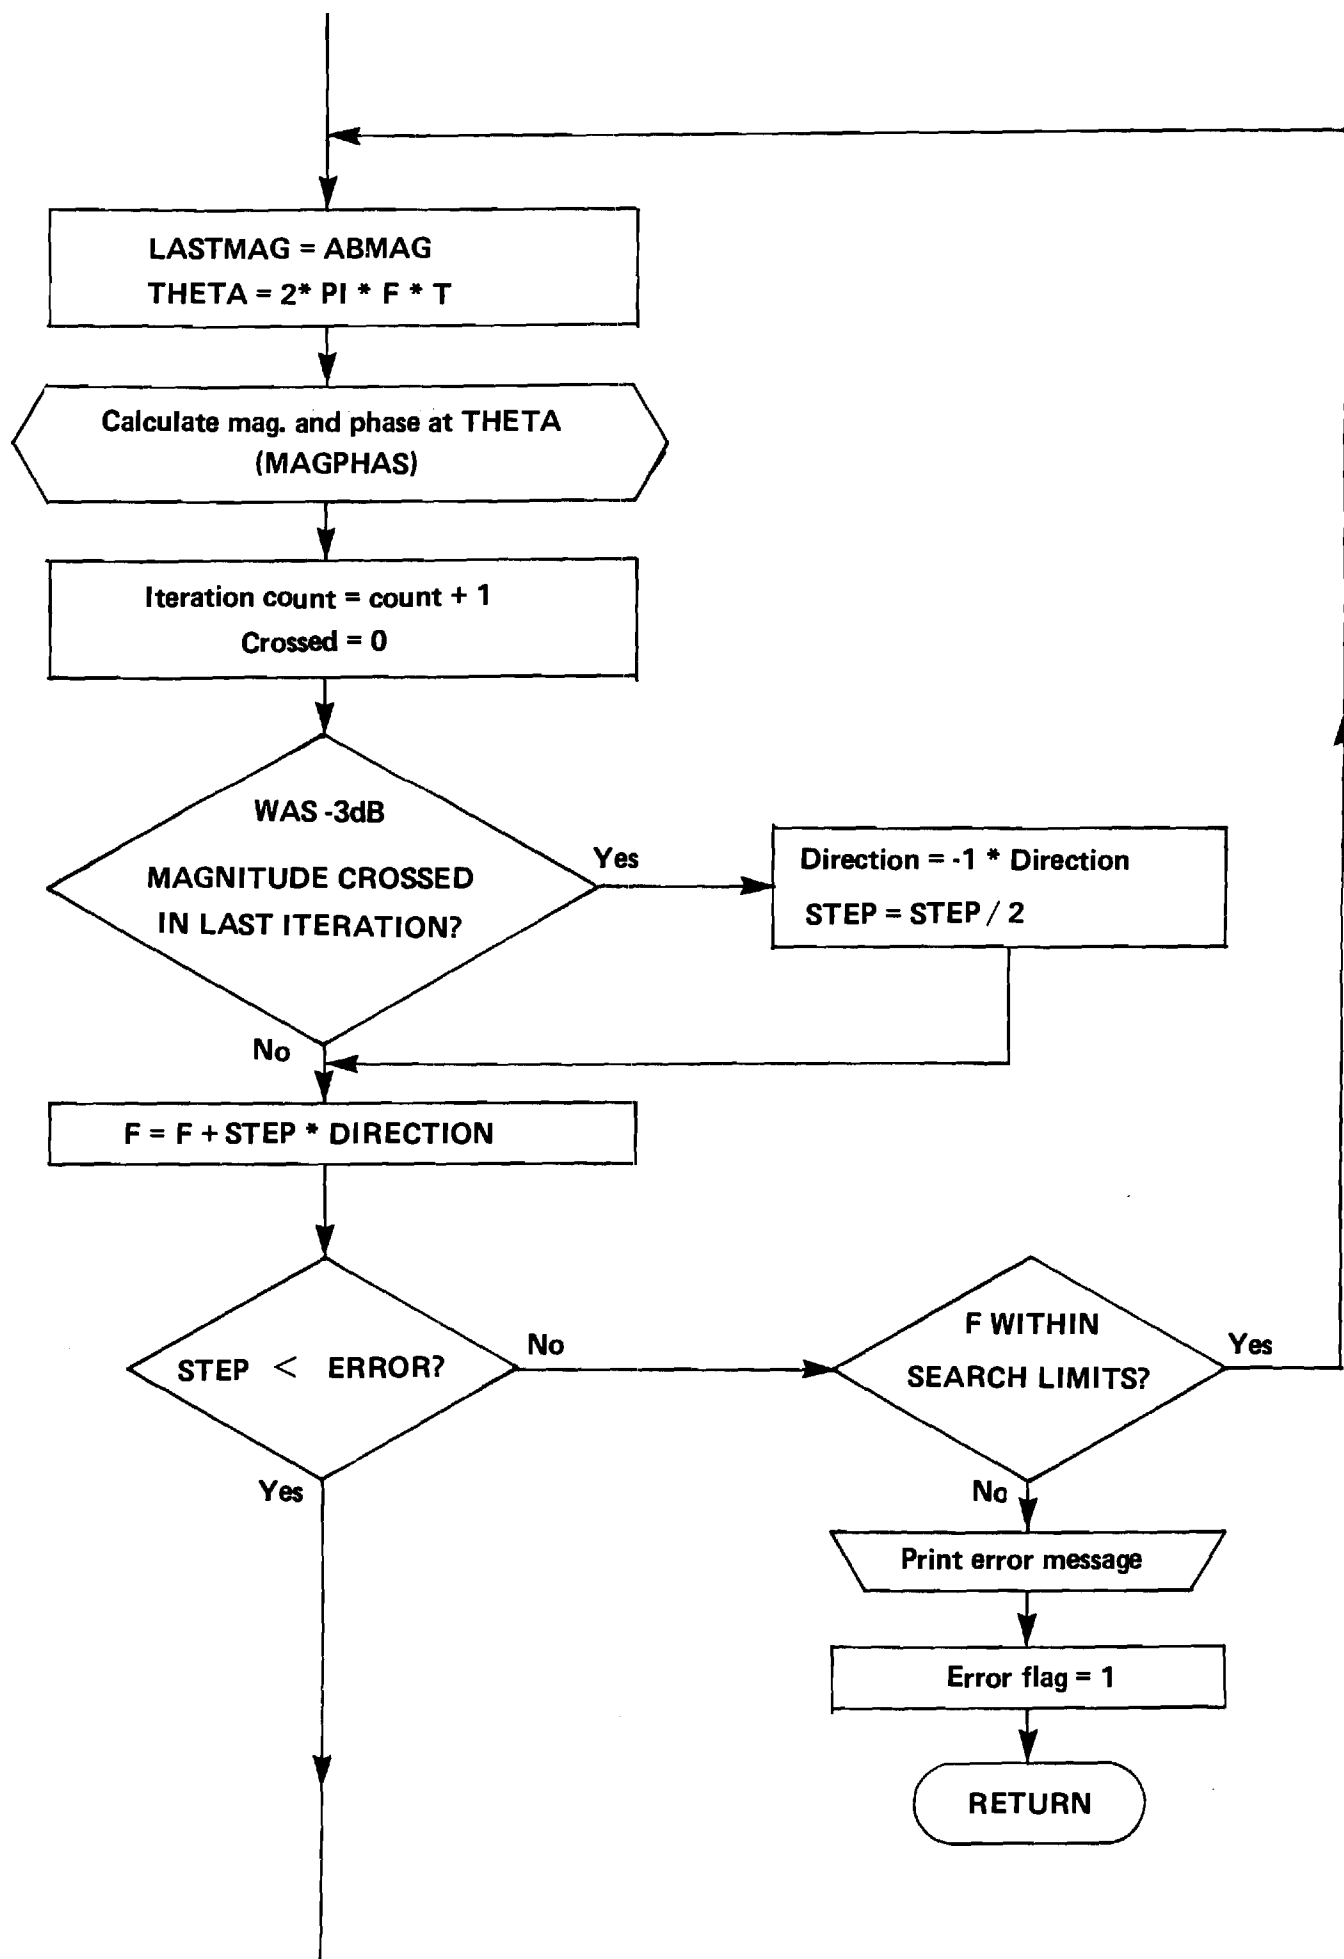 LASTMAG = ABMAG
THETA = 2* PI * F * T
Calculate mag. and phase at THETA
(MAGPHAS)
Iteration count = count + 1
Crossed = 0
WAS -3dB
MAGNITUDE CROSSED
IN LAST ITERATION?
Yes
Direction = -1 * Direction
STEP = STEP / 2
No
F = F + STEP * DIRECTION
STEP < ERROR?
No
F WITHIN
SEARCH LIMITS?
Yes
Yes
No
Print error message
Error flag = 1
RETURN